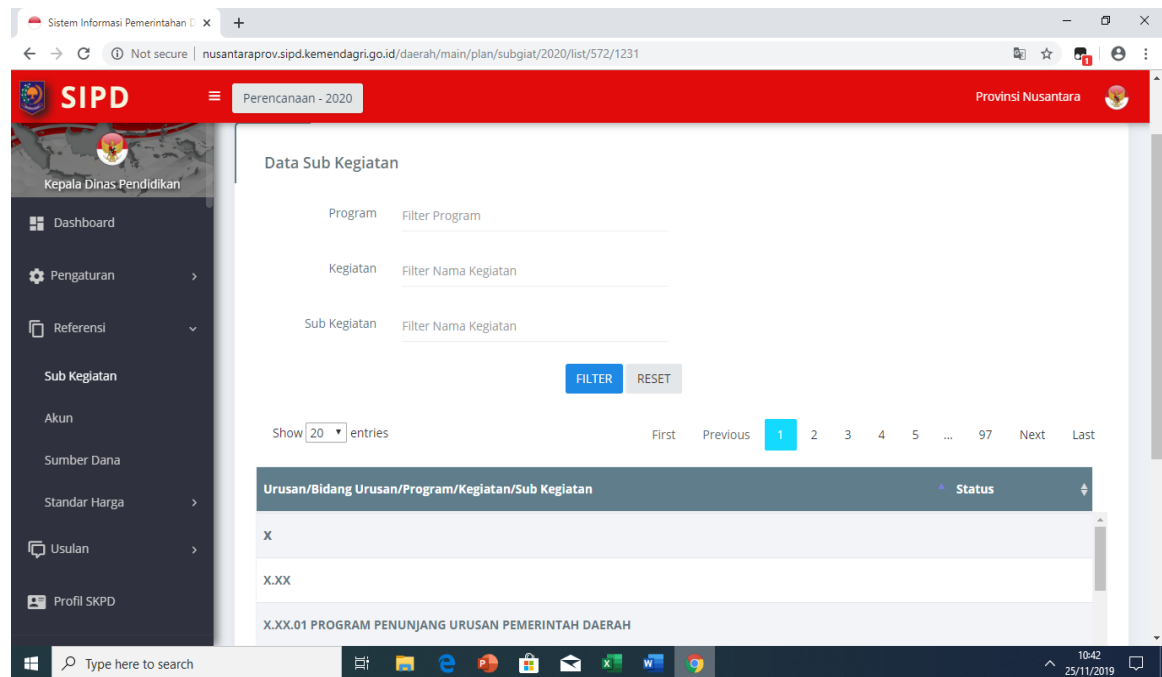 Sistem Informasi Pemerintahan D
Not secure | nusantaraprov.sipd.kemendagri.go.id/daerah/main/plan/subgiat/2020/list/572/1231
1
SIPD
Perencanaan - 2020
Provinsi Nusantara
Kepala Dinas Pendidikan
Dashboard
Pengaturan
Referensi
Sub Kegiatan
Akun
Sumber Dana
Standar Harga
Usulan
Profil SKPD
Data Sub Kegiatan
Program Filter Program
Kegiatan Filter Nama Kegiatan
Sub Kegiatan Filter Nama Kegiatan
FILTER RESET
Show 20 entries First Previous 1 2 3 4 5 ... 97 Next Last
Urusan/Bidang Urusan/Program/Kegiatan/Sub Kegiatan Status
X
X.XX
X.XX.01 PROGRAM PENUNJANG URUSAN PEMERINTAH DAERAH
Type here to search
10:42
25/11/2019